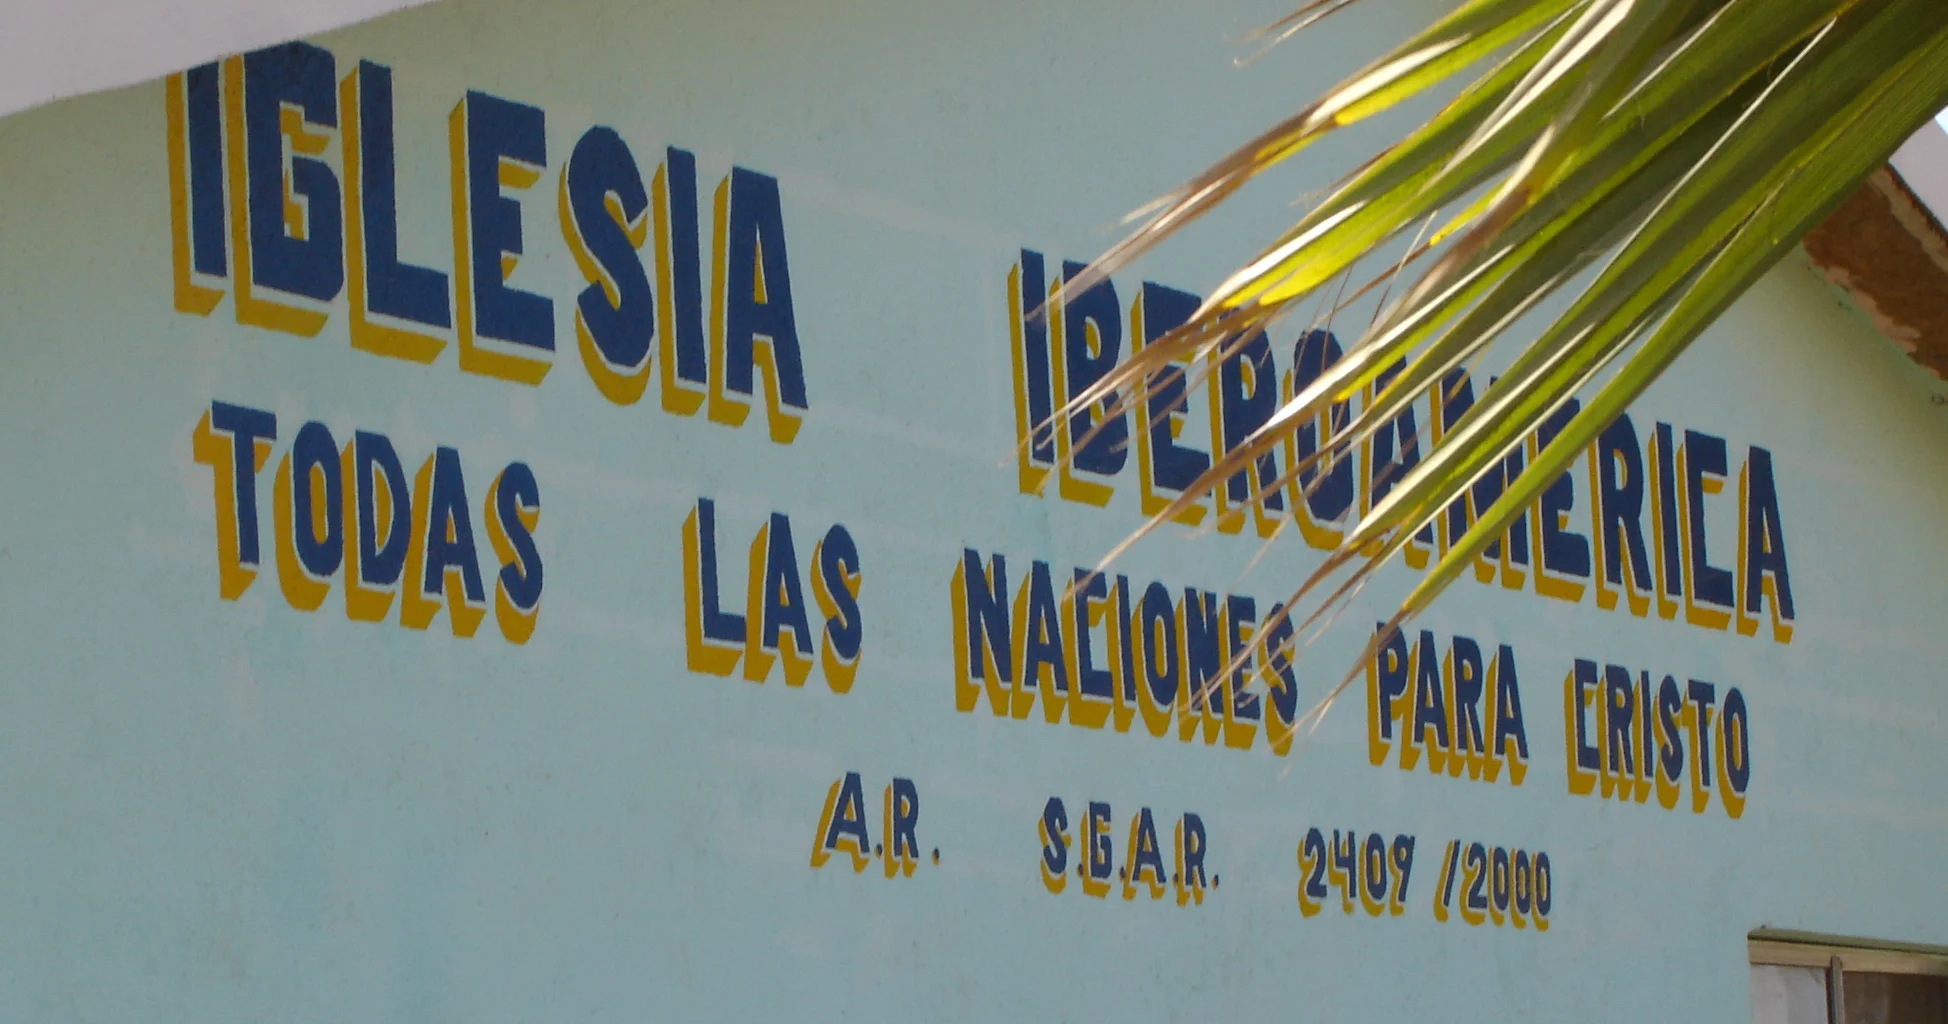 IGLESIA IBEROAMERICA
TODAS LAS NACIONES PARA CRISTO
A.R. S.G.A.R. 2409 /2000